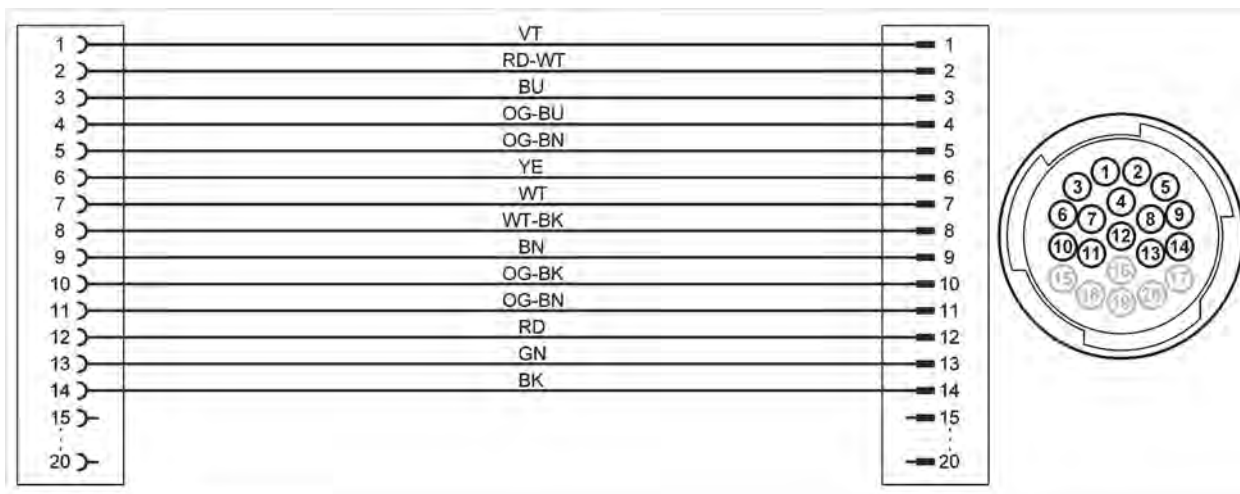 1 VT 1
2 RD-WT 2
3 BU 3
4 OG-BU 4
5 OG-BN 5
6 YE 6
7 WT 7
8 WT-BK 8
9 BN 9
10 OG-BK 10
11 OG-BN 11
12 RD 12
13 GN 13
14 BK 14
15 15
20 20
1 2
3 4 5
6 7 8 9
10 11 12 13 14
15 16 17
18 19 20